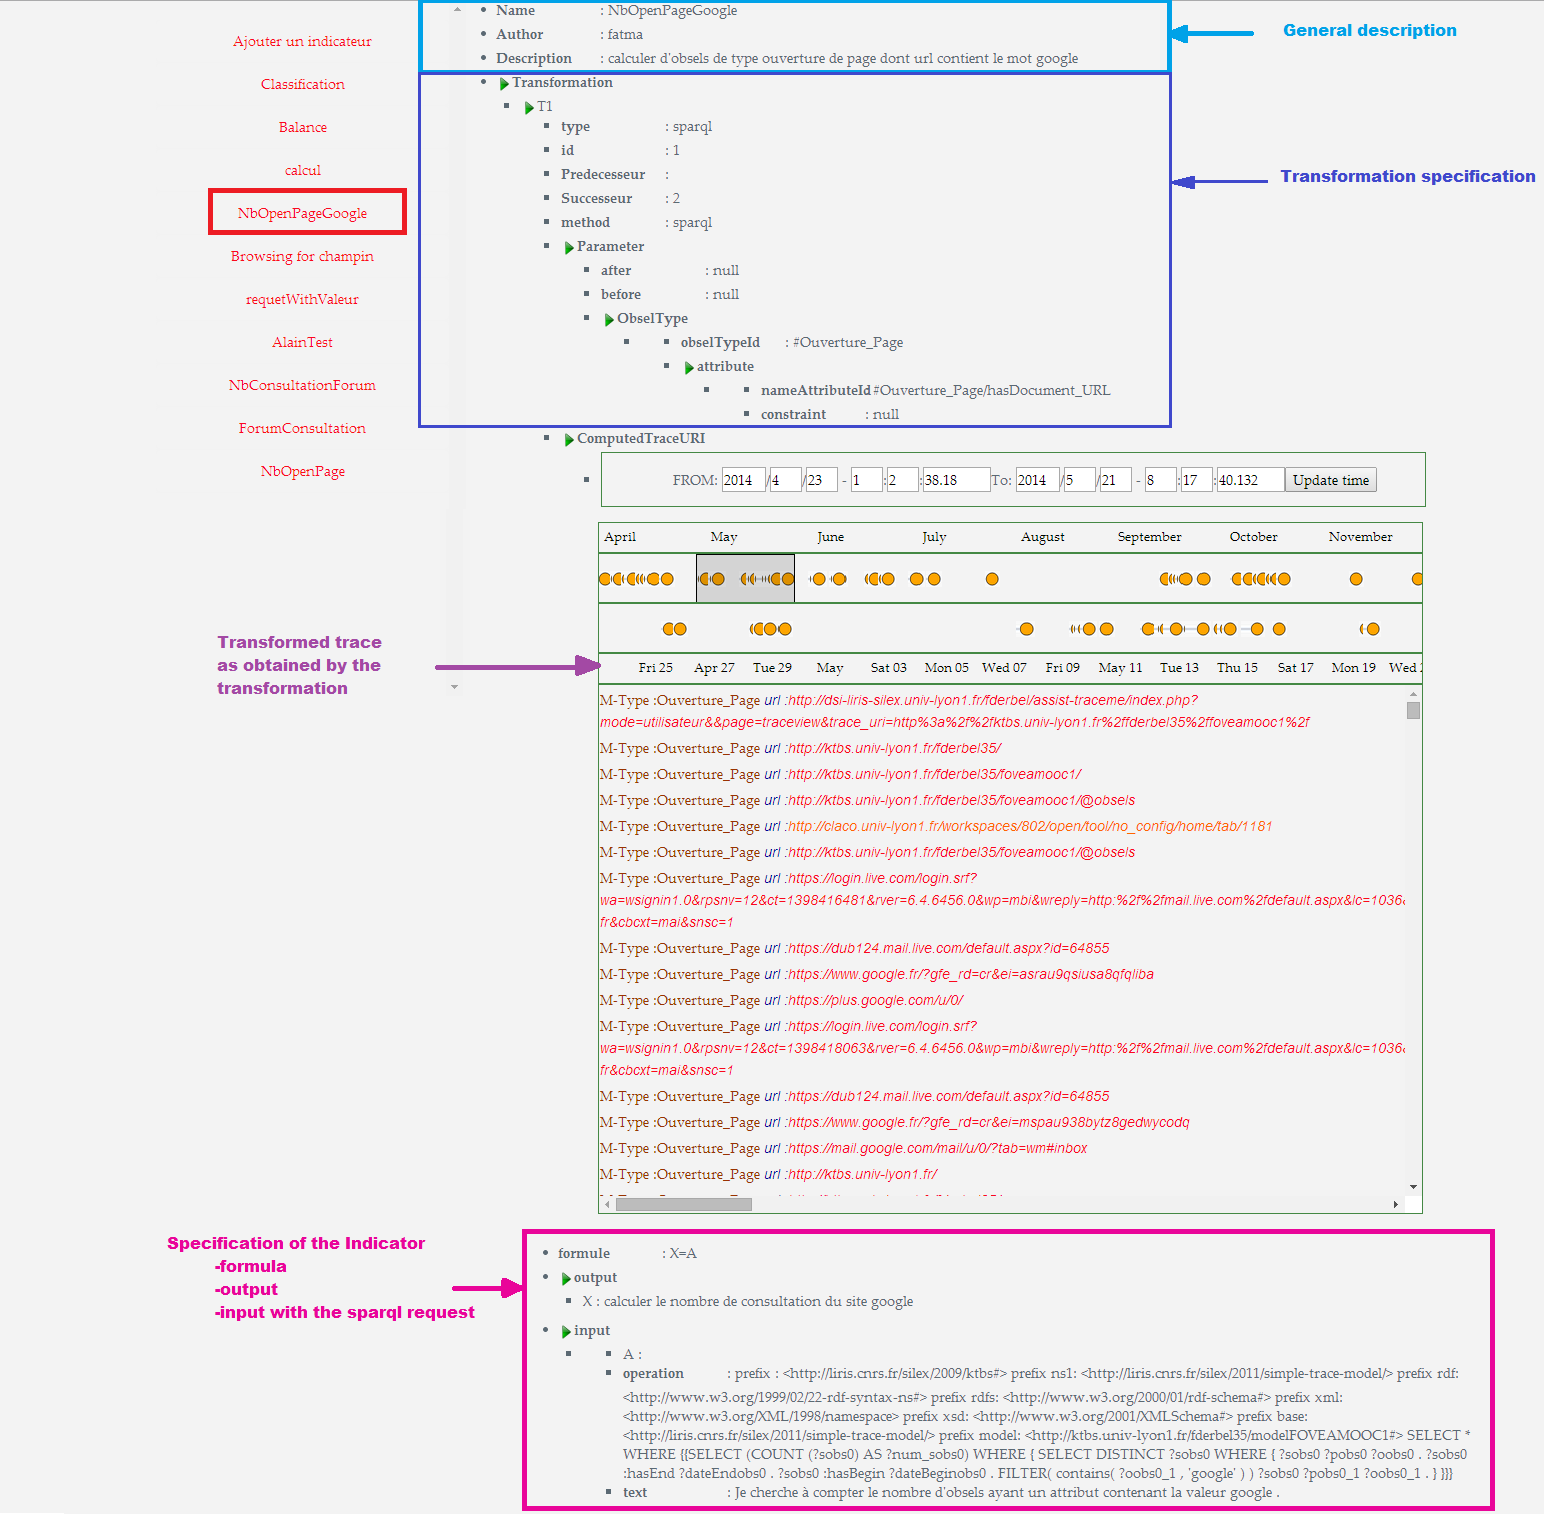 Ajouter un indicateur
Classification
Balance
calcul
NbOpenPageGoogle
Browsing for champin
requetWithValeur
AlainTest
NbConsultationForum
ForumConsultation
NbOpenPage
Name : NbOpenPageGoogle
Author : fatma
Description : calculer d'obsels de type ouverture de page dont url contient le mot google
General description
Transformation
T1
type : sparql
id : 1
Predecesseur :
Successeur : 2
method : sparql
Parameter
after : null
before : null
ObselType
obselTypeId : #Ouverture_Page
attribute
nameAttributeId #Ouverture_Page/hasDocument_URL
constraint : null
Transformation specification
ComputedTraceURI
FROM: 2014 /4 /23 - 1 :2 :38.18 To: 2014 /5 /21 - 8 :17 :40.132 Update time
April May June July August September October November
Fri 25 Apr 27 Tue 29 May Sat 03 Mon 05 Wed 07 Fri 09 May 11 Tue 13 Thu 15 Sat 17 Mon 19 Wed
Transformed trace
as obtained by the
transformation
M-Type :Ouverture_Page url :http://dsi-liris-silex.univ-lyon1.fr/fderbel/assist-traceme/index.php?
mode=utilisateur&&page=traceview&trace_uri=http%3a%2f%2fktbs.univ-lyon1.fr%2ffderbel35%2ffoveamooc1%2f
M-Type :Ouverture_Page url :http://ktbs.univ-lyon1.fr/fderbel35/
M-Type :Ouverture_Page url :http://ktbs.univ-lyon1.fr/fderbel35/foveamooc1/
M-Type :Ouverture_Page url :http://ktbs.univ-lyon1.fr/fderbel35/foveamooc1/@obsels
M-Type :Ouverture_Page url :http://claco.univ-lyon1.fr/workspaces/802/open/tool/no_config/home/tab/1181
M-Type :Ouverture_Page url :http://ktbs.univ-lyon1.fr/fderbel35/foveamooc1/@obsels
M-Type :Ouverture_Page url :https://login.live.com/login.srf?
wa=wsignin1.0&rpsnv=12&ct=1398416481&rver=6.4.6456.0&wp=mbi&wreply=http:%2f%2fmail.live.com%2fdefault.aspx&lc=1036&
fr&cbcxt=mai&snsc=1
M-Type :Ouverture_Page url :https://dub124.mail.live.com/default.aspx?id=64855
M-Type :Ouverture_Page url :https://www.google.fr/?gfe_rd=cr&ei=asrau9qsiusa8qfqliba
M-Type :Ouverture_Page url :https://plus.google.com/u/0/
M-Type :Ouverture_Page url :https://login.live.com/login.srf?
wa=wsignin1.0&rpsnv=12&ct=1398418063&rver=6.4.6456.0&wp=mbi&wreply=http:%2f%2fmail.live.com%2fdefault.aspx&lc=1036&
fr&cbcxt=mai&snsc=1
M-Type :Ouverture_Page url :https://dub124.mail.live.com/default.aspx?id=64855
M-Type :Ouverture_Page url :https://www.google.fr/?gfe_rd=cr&ei=mspau938bytz8gedwycodq
M-Type :Ouverture_Page url :https://mail.google.com/mail/u/0/?tab=wm#inbox
M-Type :Ouverture_Page url :http://ktbs.univ-lyon1.fr/
Specification of the Indicator
-formula
-output
-input with the sparql request
formule : X=A
output
X : calculer le nombre de consultation du site google
input
A :
operation : prefix : <http://liris.cnrs.fr/silex/2009/ktbs#> prefix ns1: <http://liris.cnrs.fr/silex/2011/simple-trace-model/> prefix rdf:
<http://www.w3.org/1999/02/22-rdf-syntax-ns#> prefix rdfs: <http://www.w3.org/2000/01/rdf-schema#> prefix xml:
<http://www.w3.org/XML/1998/namespace> prefix xsd: <http://www.w3.org/2001/XMLSchema#> prefix base:
<http://liris.cnrs.fr/silex/2011/simple-trace-model/> prefix model: <http://ktbs.univ-lyon1.fr/fderbel35/modelFOVEAMOOC1#> SELECT *
WHERE {{SELECT (COUNT (?sobs0) AS ?num_sobs0) WHERE { SELECT DISTINCT ?sobs0 WHERE { ?sobs0 ?pobs0 ?oobs0 . ?sobs0
:hasEnd ?dateEndobs0 . ?sobs0 :hasBegin ?dateBeginobs0 . FILTER( contains( ?oobs0_1 , 'google' ) ) ?sobs0 ?pobs0_1 ?oobs0_1 . } }}}
text : Je cherche à compter le nombre d'obsels ayant un attribut contenant la valeur google .